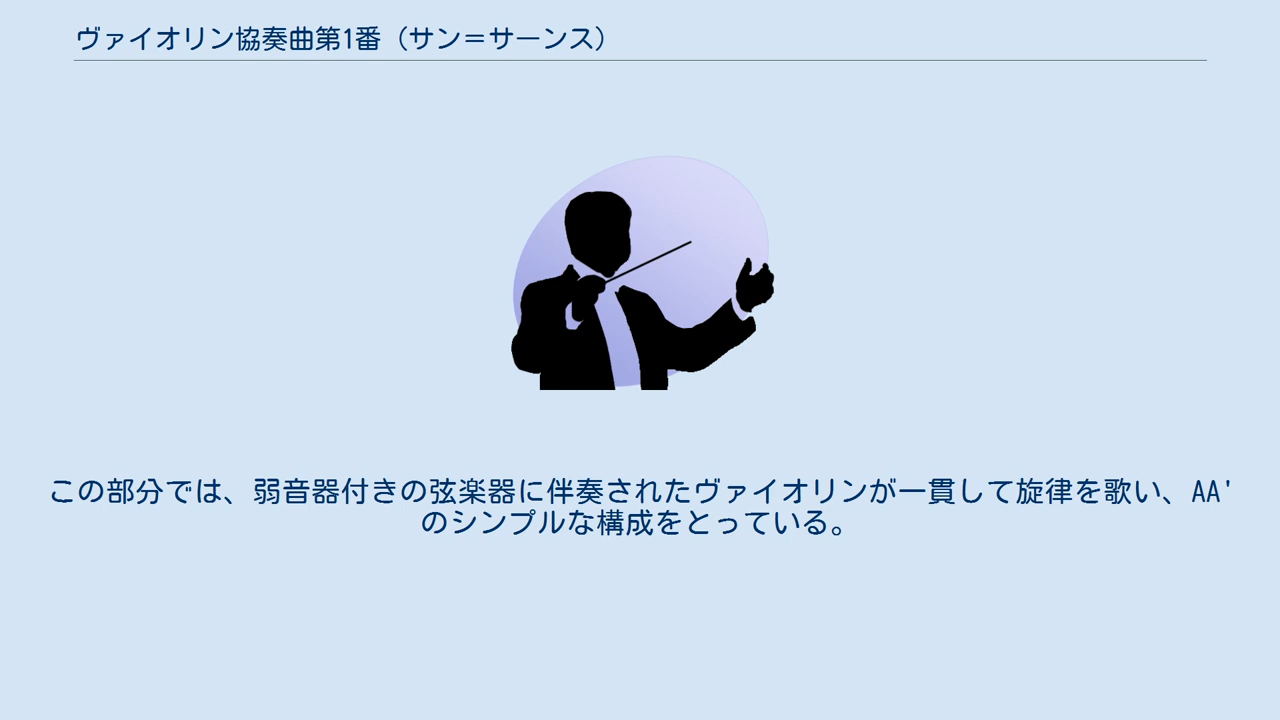 ヴァイオリン協奏曲第1番（サン＝サーンス）
この部分では、弱音器付きの弦楽器に伴奏されたヴァイオリンが一貫して旋律を歌い、AA'
のシンプルな構成をとっている。